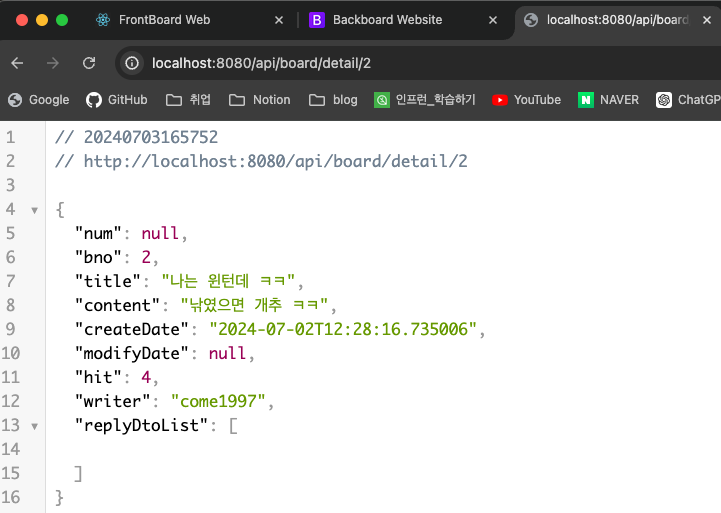 FrontBoard Web
Backboard Website
localhost:8080/api/board
localhost:8080/api/board/detail/2
Google
GitHub
취업
Notion
blog
인프런_학습하기
YouTube
NAVER
ChatGP
1 // 20240703165752
2 // http://localhost:8080/api/board/detail/2
3
4 {
5 "num": null,
6 "bno": 2,
7 "title": "나는 윈턴데 ㅋㅋ",
8 "content": "낚였으면 개추 ㅋㅋ",
9 "createDate": "2024-07-02T12:28:16.735006",
10 "modifyDate": null,
11 "hit": 4,
12 "writer": "come1997",
13 "replyDtoList": [
14
15 ]
16 }